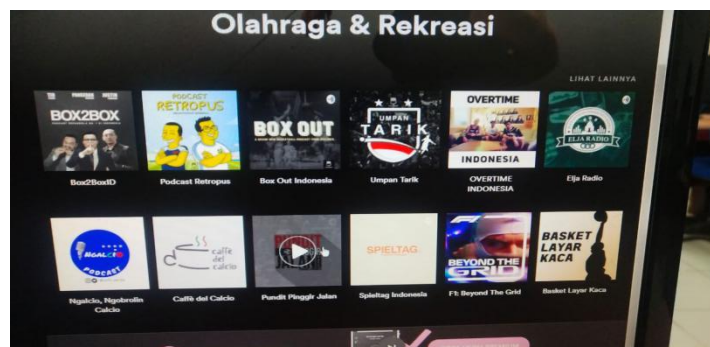 Olahraga & Rekreasi
LIHAT LAINNYA
BOX2BOX
PODCAST
RETROPUS
BOX OUT
UMPAN
TARIK
OVERTIME
INDONESIA
ELJA RADIO
Box2BoxID
Podcast Retropus
Box Out Indonesia
Umpan Tarik
OVERTIME
INDONESIA
Elja Radio
NGALCIO
PODCAST
caffè
del
calcio
PUNDIT
PINGGIR
JALAN
SPIELTAG
BEYOND THE
GRID
BASKET
LAYAR
KACA
Ngalcio, Ngobrolin
Calcio
Caffè del Calcio
Pundit Pinggir Jalan
Spieltag Indonesia
F1: Beyond The Grid
Basket Layar Kaca